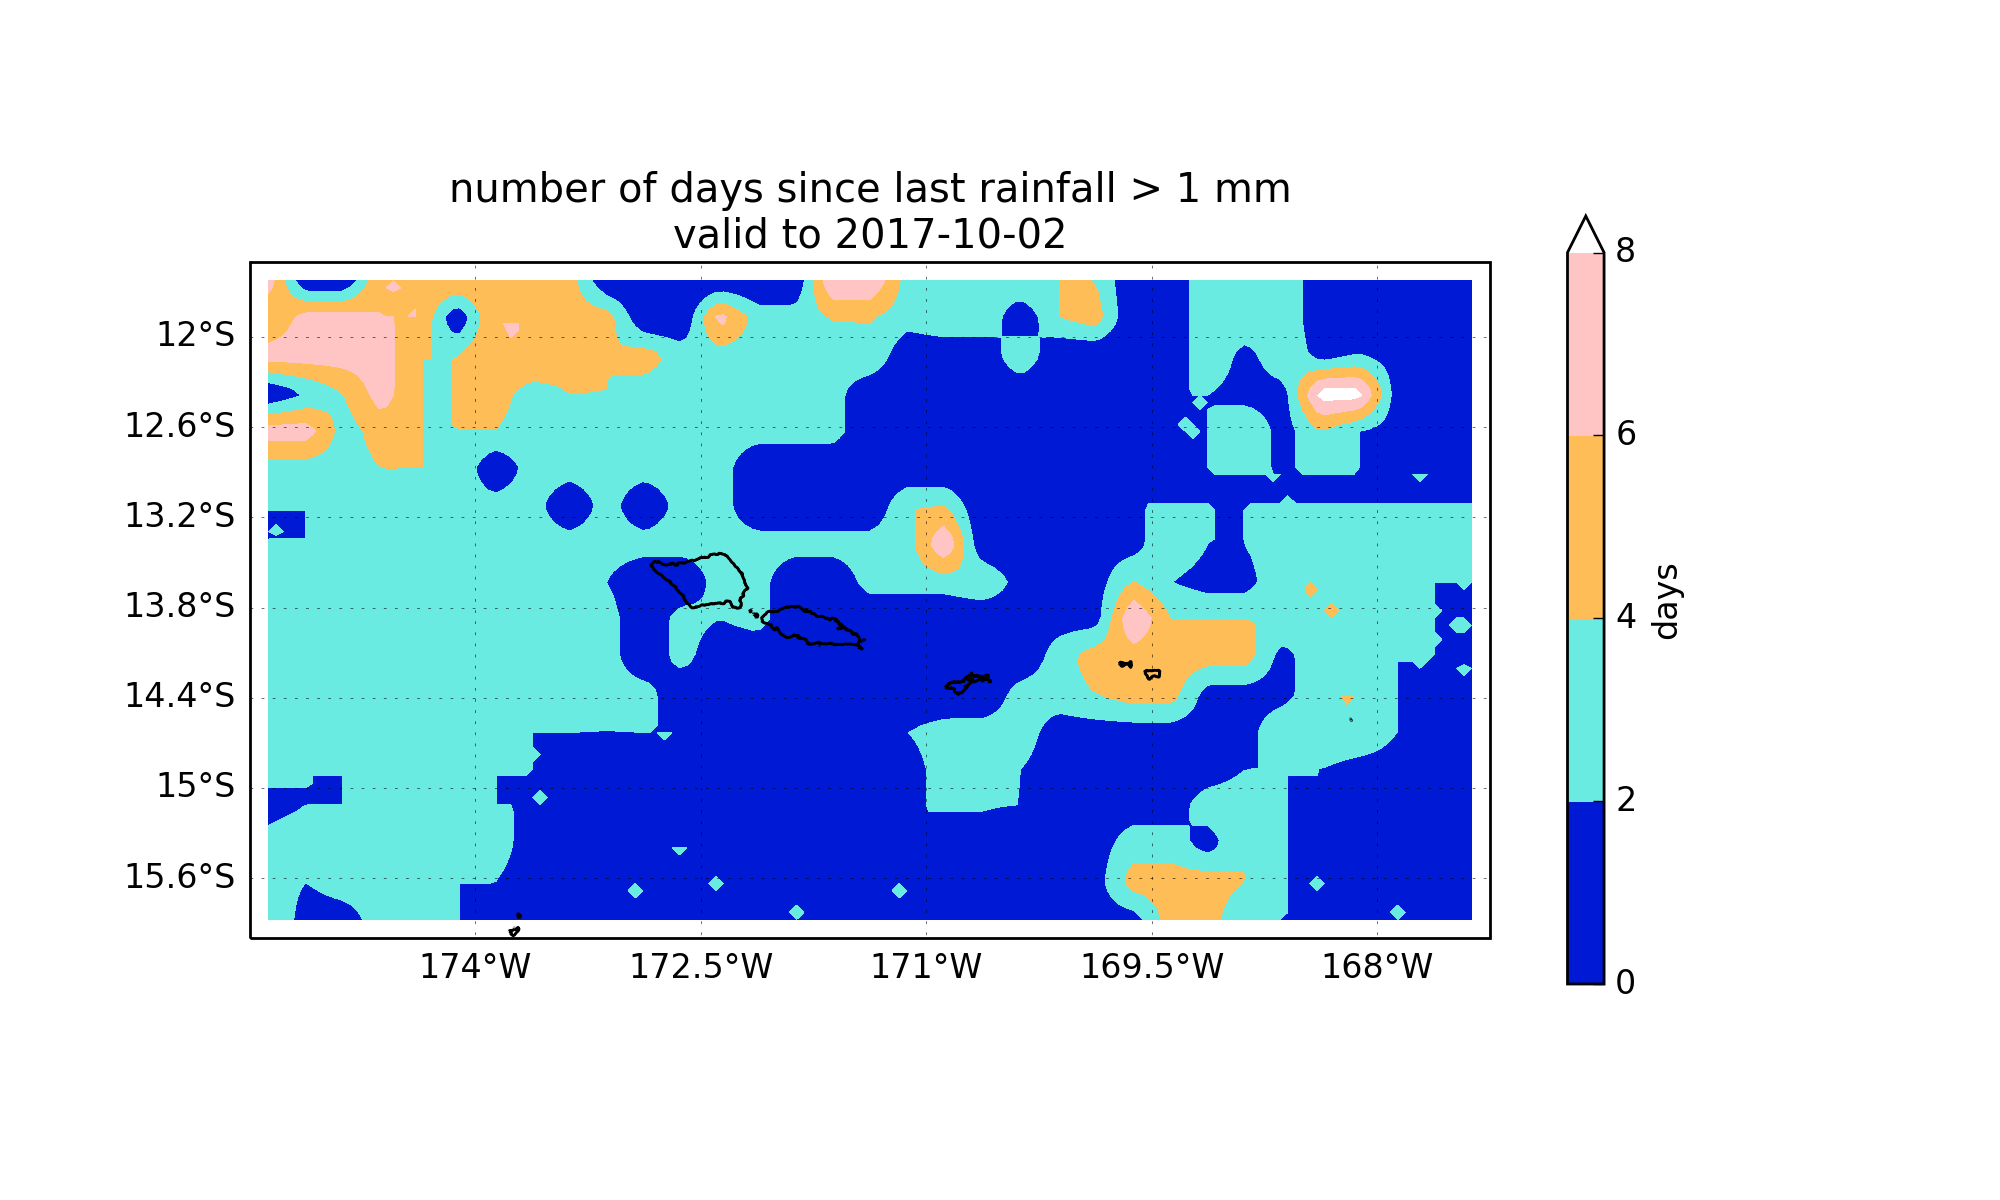 number of days since last rainfall > 1 mm
valid to 2017-10-02
12°S
12.6°S
13.2°S
13.8°S
14.4°S
15°S
15.6°S
174°W 172.5°W 171°W 169.5°W 168°W
8
6
4
2
0
days